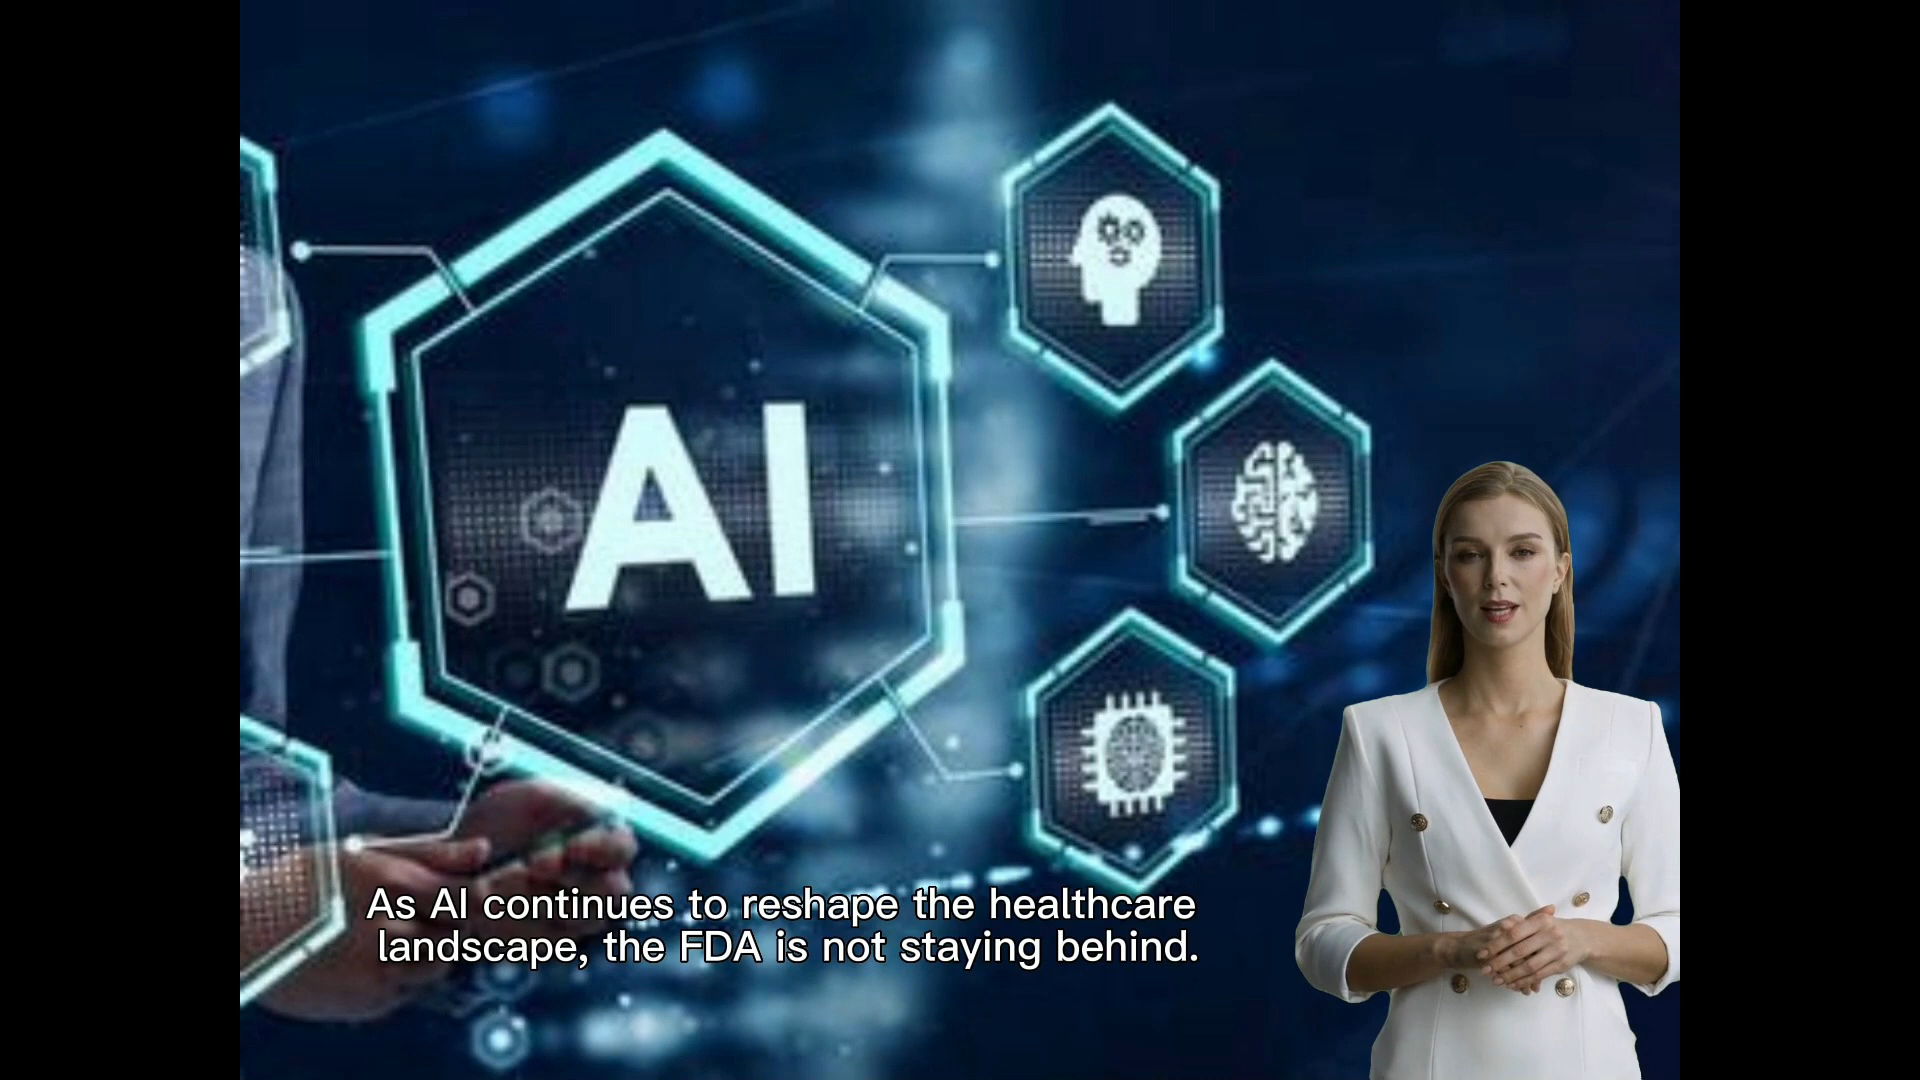 AI
As AI continues to reshape the healthcare
landscape, the FDA is not staying behind.